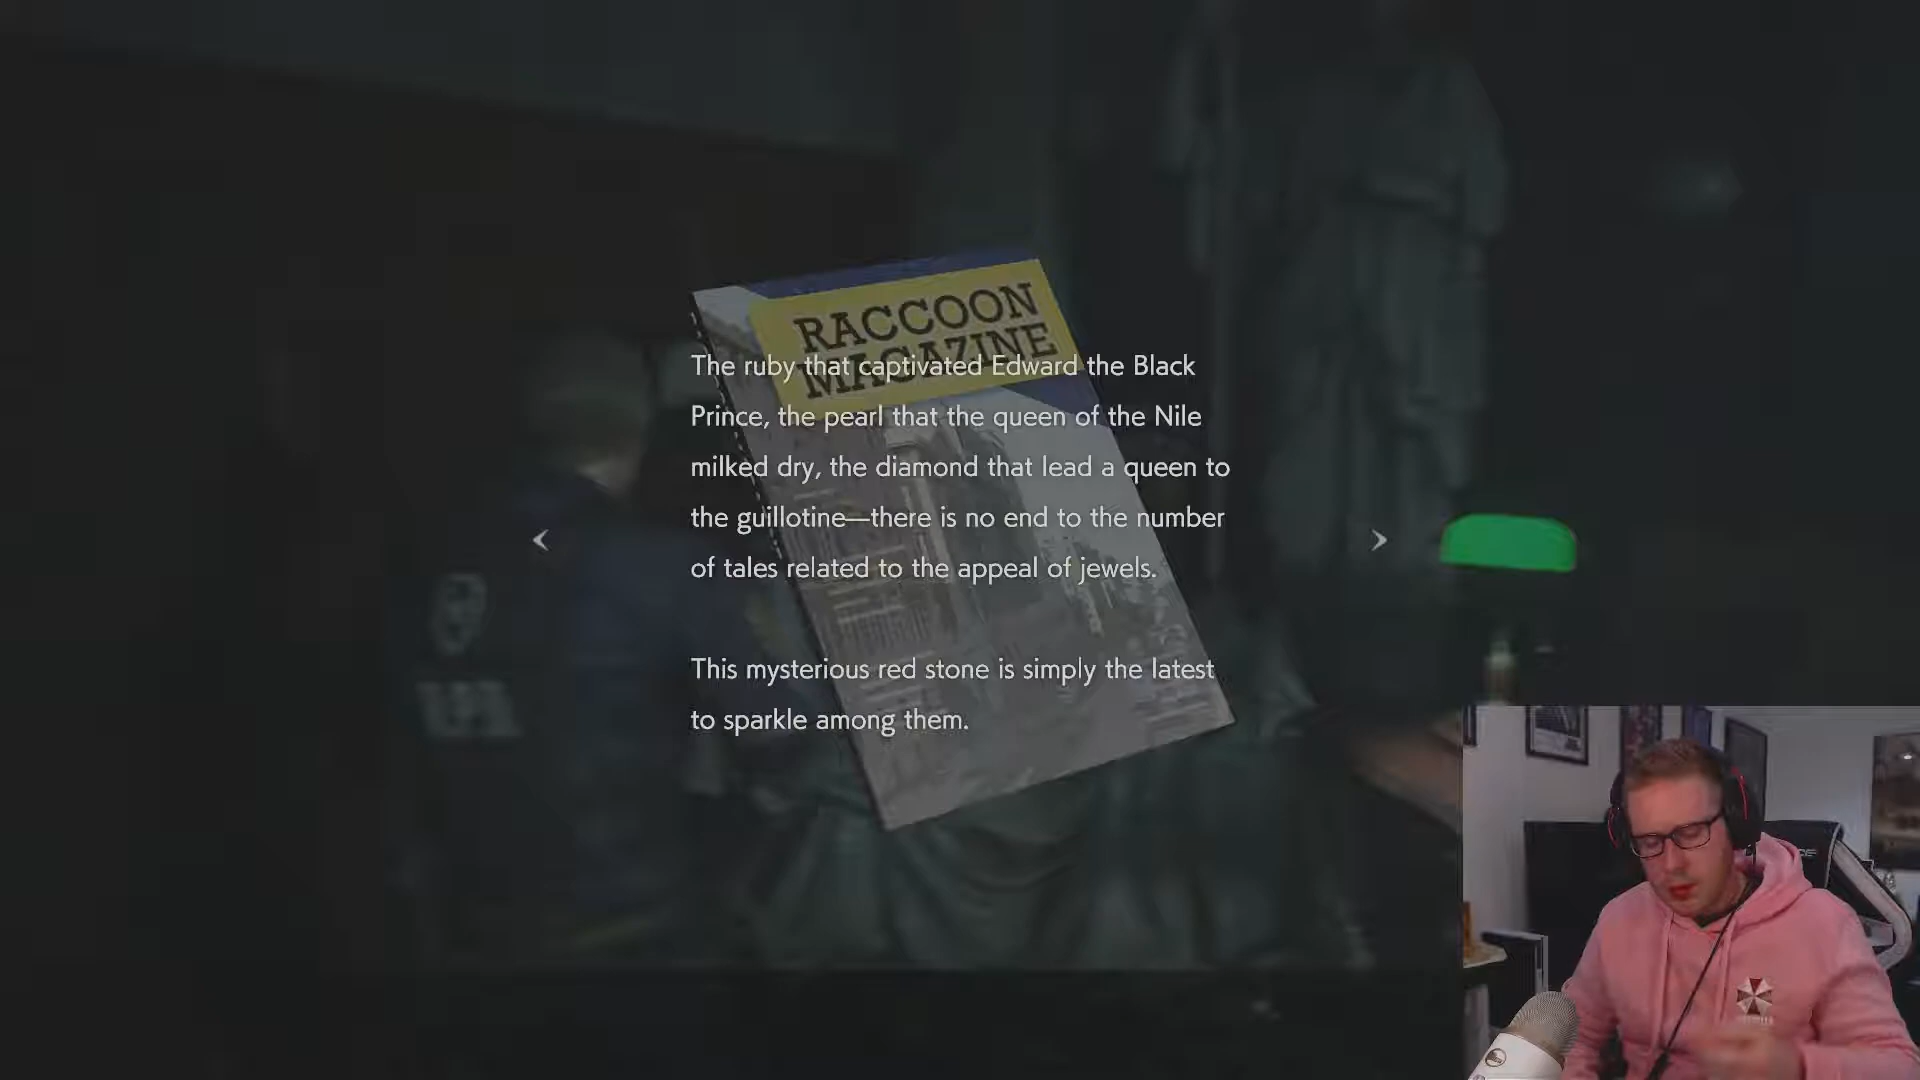 RACCOON
MAGAZINE
The ruby that captivated Edward the Black
Prince, the pearl that the queen of the Nile
milked dry, the diamond that lead a queen to
the guillotine—there is no end to the number
of tales related to the appeal of jewels.
This mysterious red stone is simply the latest
to sparkle among them.